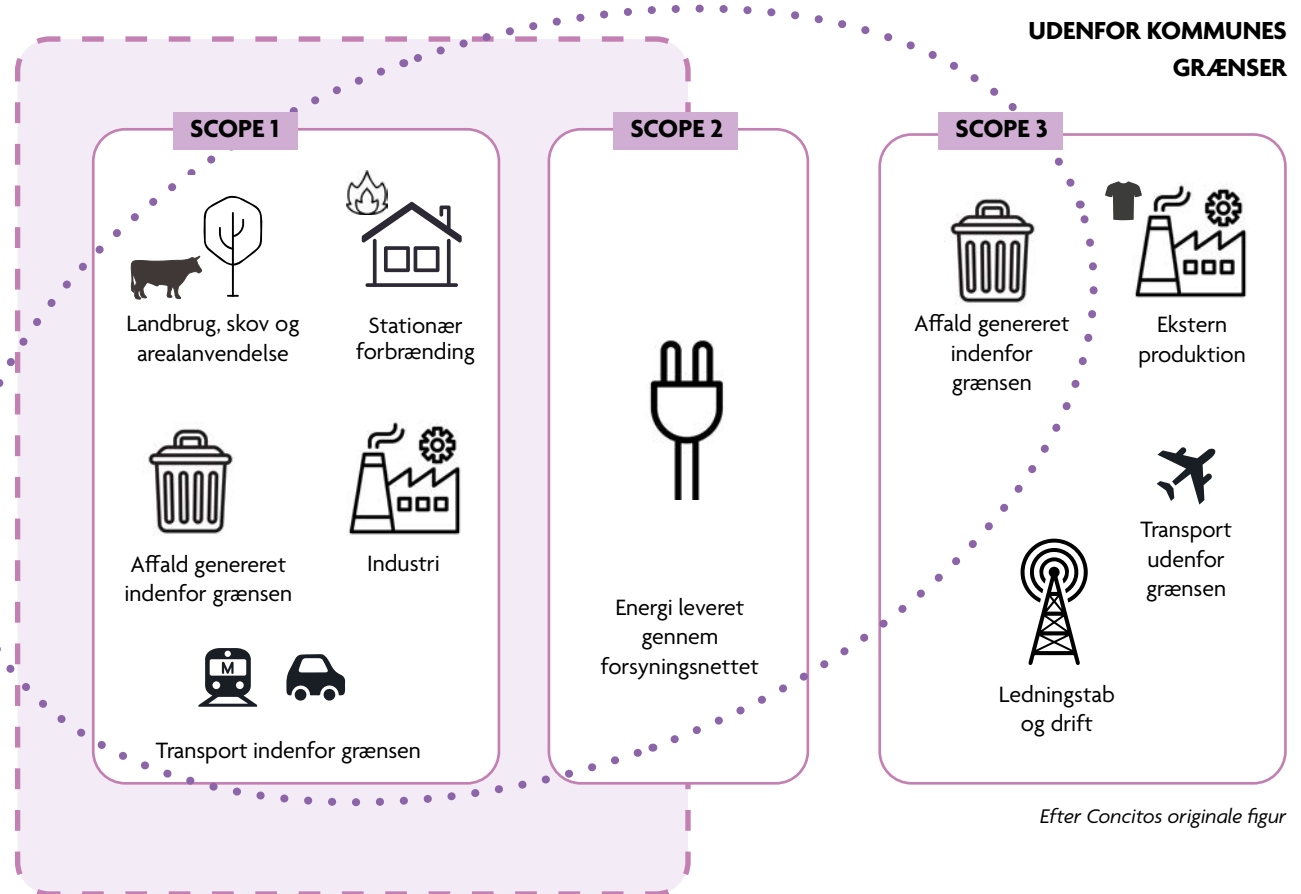 UDENFOR KOMMUNES
GRÆNSER
SCOPE 1
Landbrug, skov og
arealanvendelse
Stationær
forbrænding
Affald genereret
indenfor grænsen
Industri
M
Transport indenfor grænsen
SCOPE 2
Energi leveret
gennem
forsyningsnettet
SCOPE 3
Affald genereret
indenfor
grænsen
Ekstern
produktion
Transport
udenfor
grænsen
Ledningstab
og drift
Efter Concitos originale figur